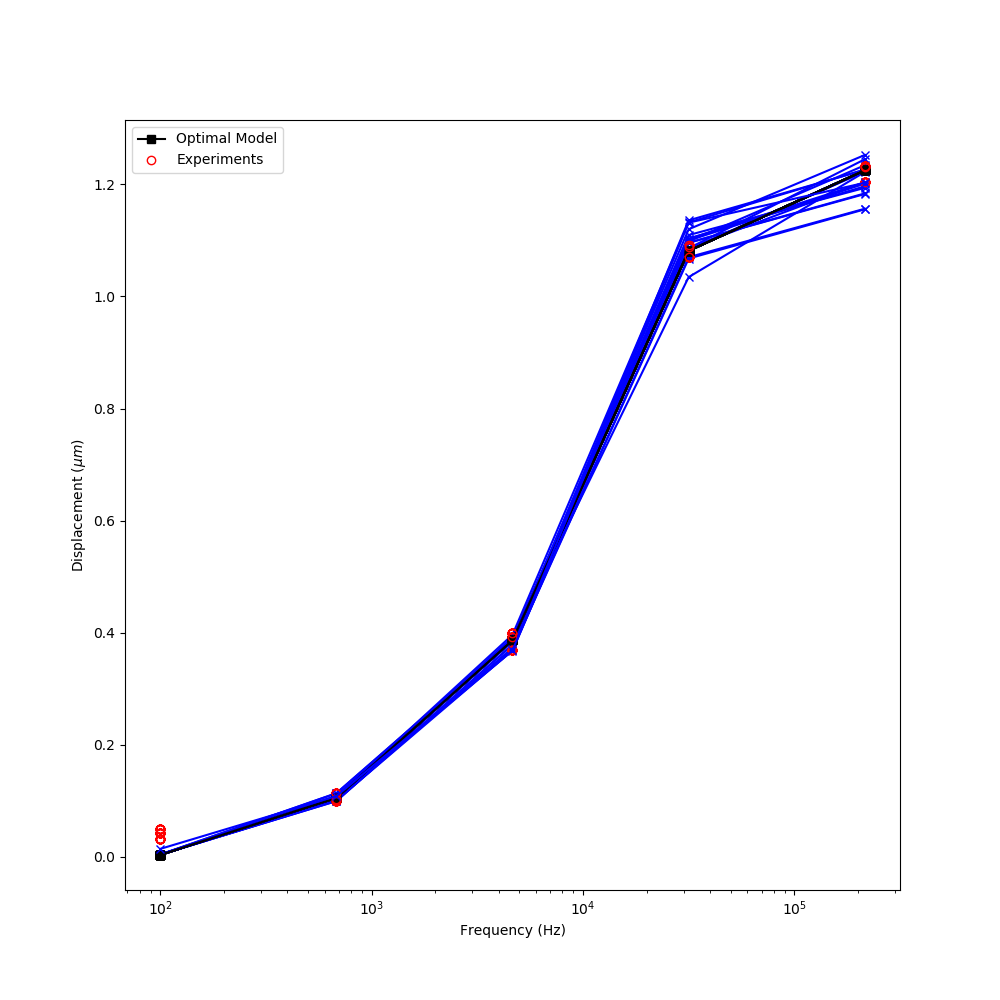 Optimal Model
Experiments
1.2
1.0
0.8
0.6
0.4
0.2
0.0
Displacement (μm)
10² 10³ 10⁴ 10⁵
Frequency (Hz)